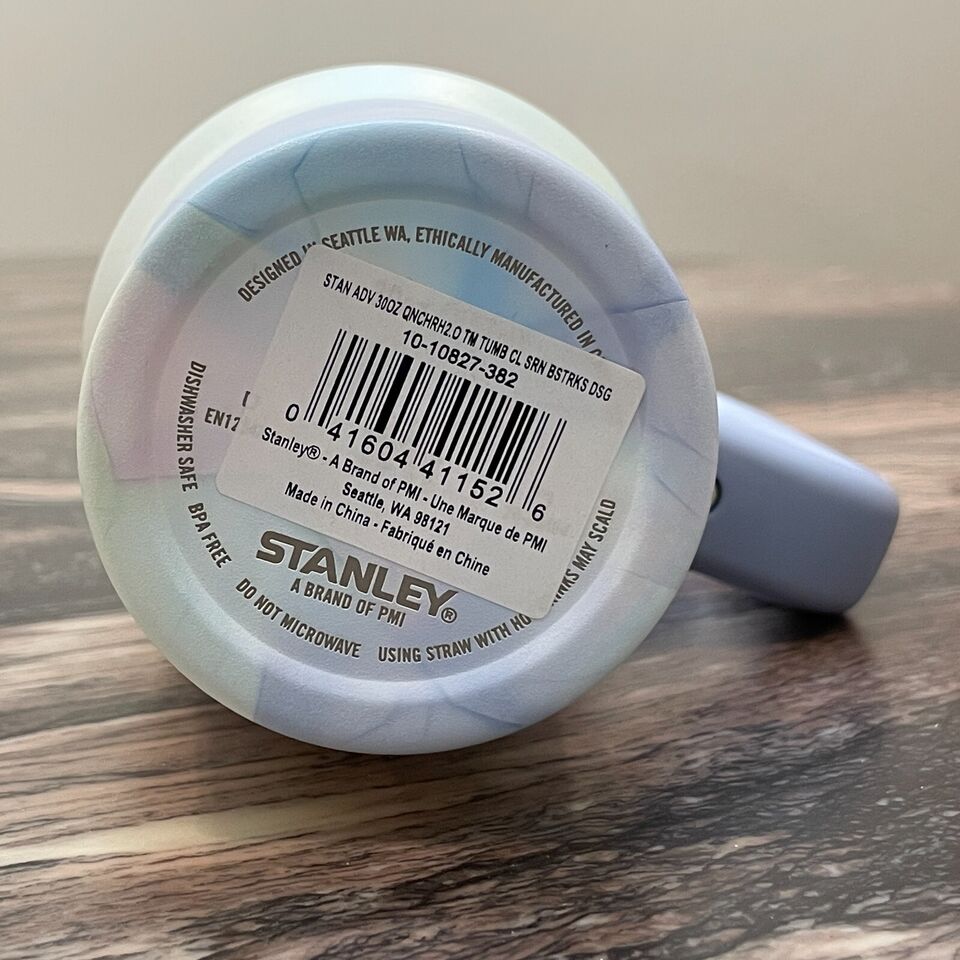 DESIGNED IN SEATTLE WA, ETHICALLY MANUFACTURED IN
STAN ADV 30OZ QNCHRH2.O TM TUMB CL SRN BSTRKS DSG
10-10827-382
0 41604 41152 6
Stanley® - A Brand of PMI - Une Marque de PMI
Seattle, WA 98121
Made in China - Fabriqué en Chine
STANLEY®
A BRAND OF PMI
DISHWASHER SAFE BPA FREE DO NOT MICROWAVE USING STRAW WITH MAY SCALD